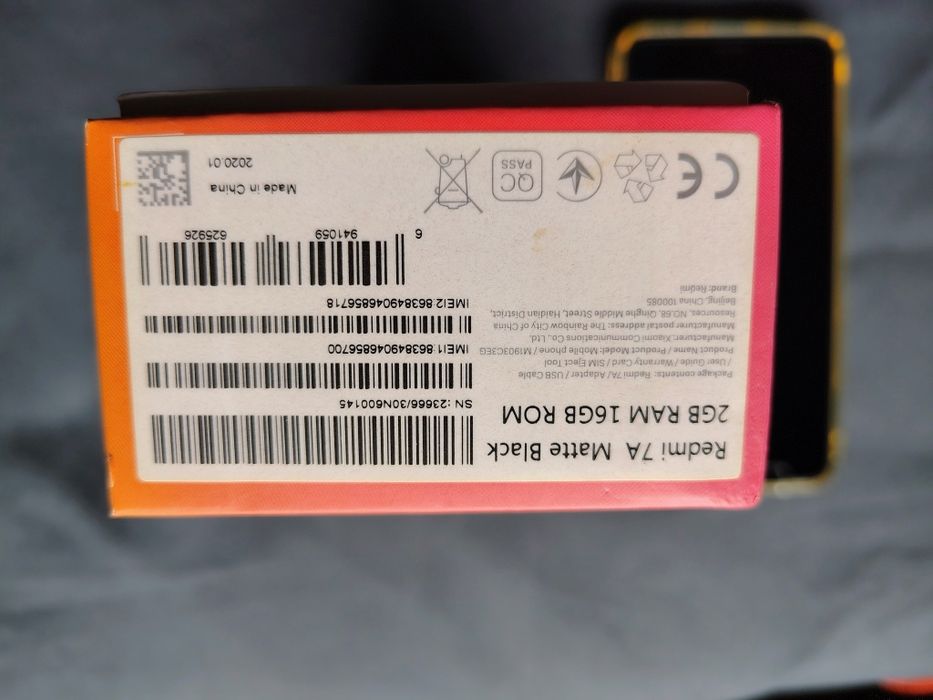 Redmi 7A Matte Black
2GB RAM 16GB ROM
Package contents: Redmi7A/ Adapter / USB Cable
/ User / Guide / Warranty Card / SIM Eject Tool
Product Name / Product Model: Mobile phone / M1903C3EG
Manufacturer: Xiaomi Communications Co., Ltd.
Manufacturer postal address: The Rainbow City of China
Resources, NO.68, Qinghe Middle Street, Haidian District,
Beijing, China 100085
Brand: Redmi
SN :23666/30N600145
IMEI1:863849046856700
IMEI2:863849046856718
6 941059 625926
CE
QC
PASS
Made in China
2020.01